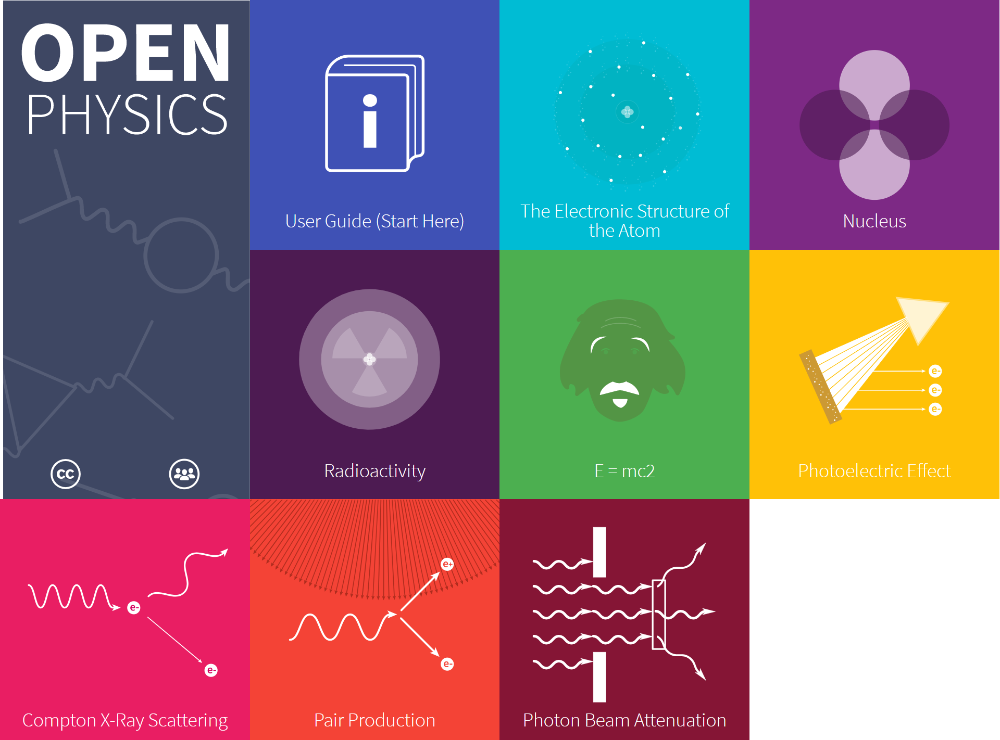 OPEN
PHYSICS
cc
i
User Guide (Start Here)
The Electronic Structure of
the Atom
Nucleus
Radioactivity
E = mc2
e-
e-
e-
Photoelectric Effect
e-
e-
Compton X-Ray Scattering
e+
e-
Pair Production
Photon Beam Attenuation